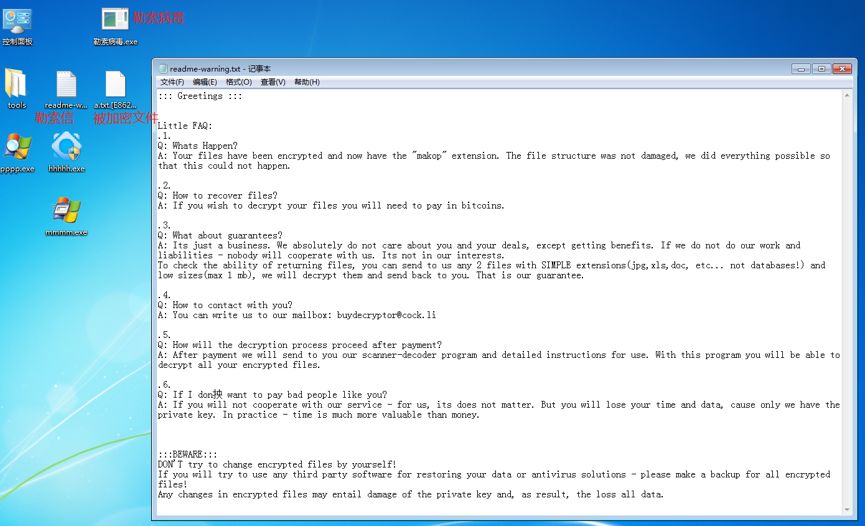 控制面板
勒索病毒
勒索病毒.exe
tools
readme-w...
a.txt.[E862...
勒索信
被加密文件
pppp.exe
hhhhh.exe
mmmm.exe
readme-warning.txt - 记事本
文件(F) 编辑(E) 格式(O) 查看(V) 帮助(H)
::: Greetings :::
Little FAQ:
.1.
Q: Whats Happen?
A: Your files have been encrypted and now have the "makop" extension. The file structure was not damaged, we did everything possible so
that this could not happen.
.2.
Q: How to recover files?
A: If you wish to decrypt your files you will need to pay in bitcoins.
.3.
Q: What about guarantees?
A: Its just a business. We absolutely do not care about you and your deals, except getting benefits. If we do not do our work and
liabilities - nobody will cooperate with us. Its not in our interests.
To check the ability of returning files, you can send to us any 2 files with SIMPLE extensions(jpg,xls,doc, etc... not databases!) and
low sizes(max 1 mb), we will decrypt them and send back to you. That is our guarantee.
.4.
Q: How to contact with you?
A: You can write us to our mailbox: buydecryptor@cock.li
.5.
Q: How will the decryption process proceed after payment?
A: After payment we will send to you our scanner-decoder program and detailed instructions for use. With this program you will be able to
decrypt all your encrypted files.
.6.
Q: If I don抰 want to pay bad people like you?
A: If you will not cooperate with our service - for us, its does not matter. But you will lose your time and data, cause only we have the
private key. In practice - time is much more valuable than money.
:::BEWARE:::
DON'T try to change encrypted files by yourself!
If you will try to use any third party software for restoring your data or antivirus solutions - please make a backup for all encrypted
files!
Any changes in encrypted files may entail damage of the private key and, as result, the loss all data.